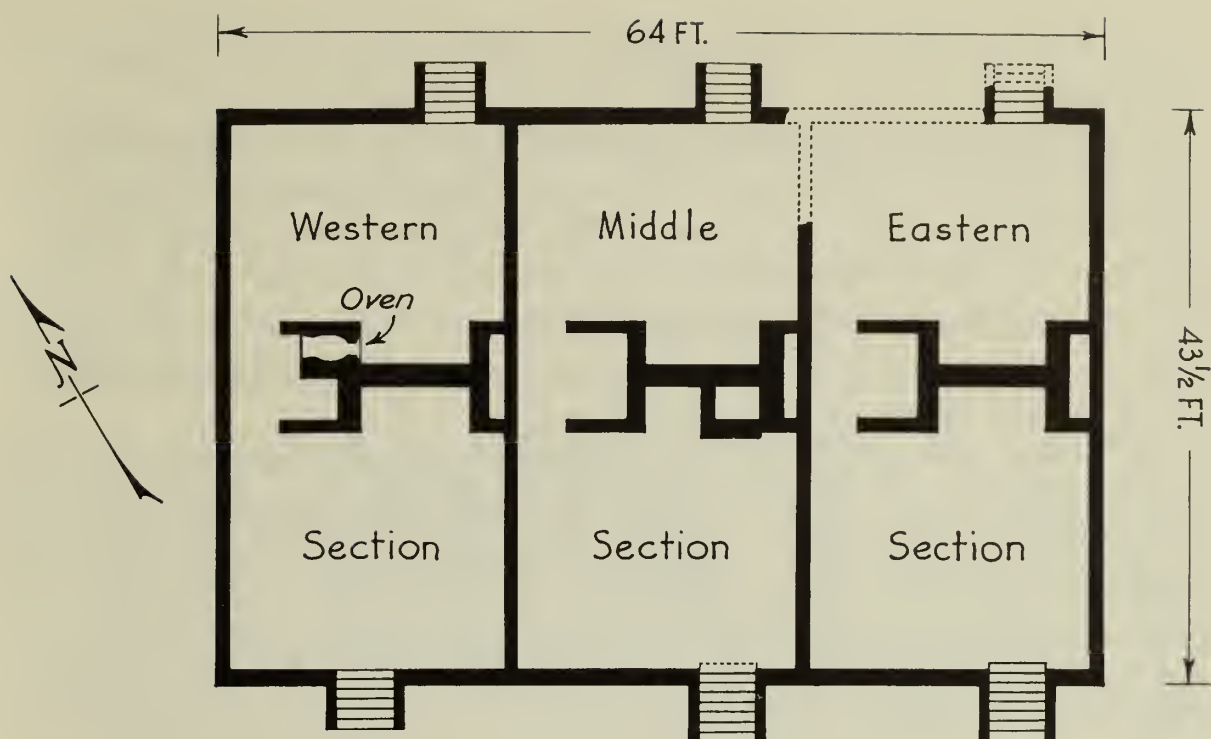 64 FT.
Western
Middle
Eastern
Oven
N
43½ FT.
Section
Section
Section